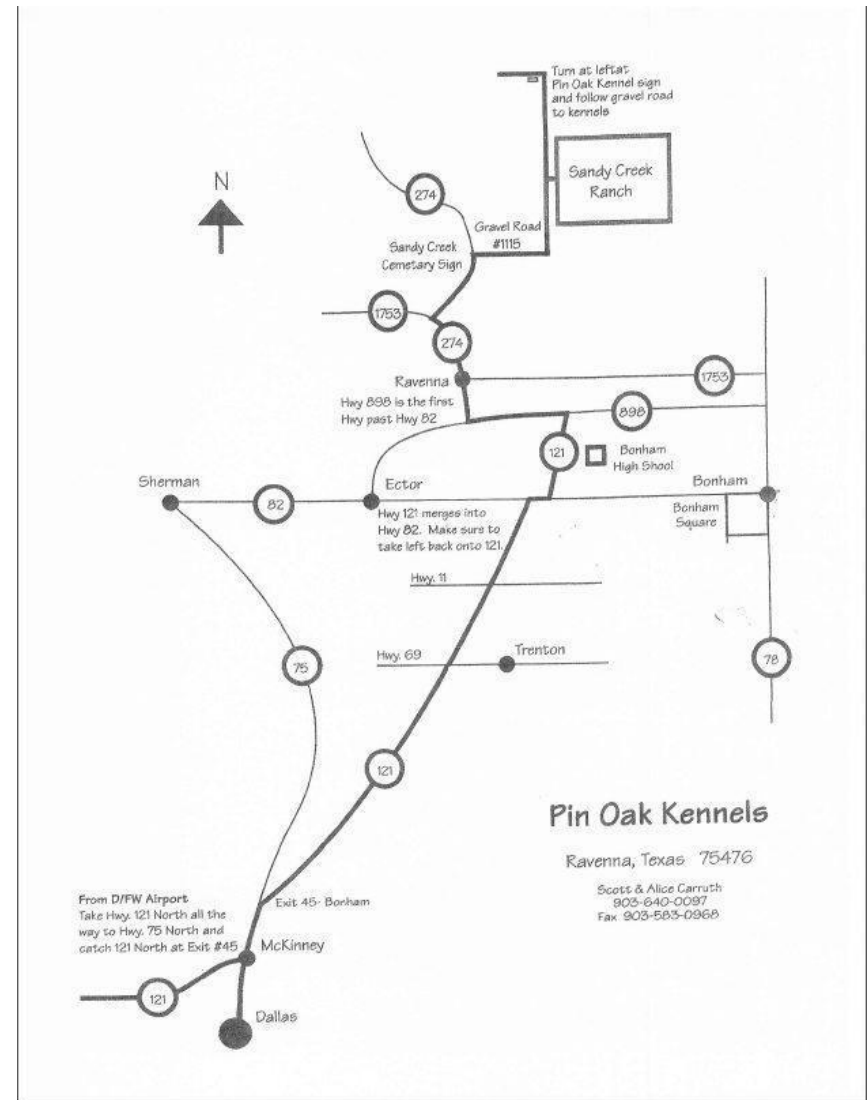 Turn at leftat
Pin Oak Kennel sign
and follow gravel road
to kennels
N
274
Sandy Creek
Ranch
Gravel Road
#1115
Sandy Creek
Cemetary Sign
1753
274
Ravenna
1753
Hwy 898 is the first
Hwy past Hwy 82
898
121
Bonham
High Shool
Sherman
82
Ector
Bonham
Hwy 121 merges into
Hwy 82. Make sure to
take left back onto 121.
Bonham
Square
Hwy. 11
Hwy. 69
Trenton
75
78
121
Pin Oak Kennels
Ravenna, Texas 75476
Scott & Alice Carruth
903-640-0097
Fax 903-583-0968
From D/FW Airport
Take Hwy. 121 North all the
way to Hwy. 75 North and
catch 121 North at Exit #45
Exit 45- Bonham
McKinney
121
Dallas